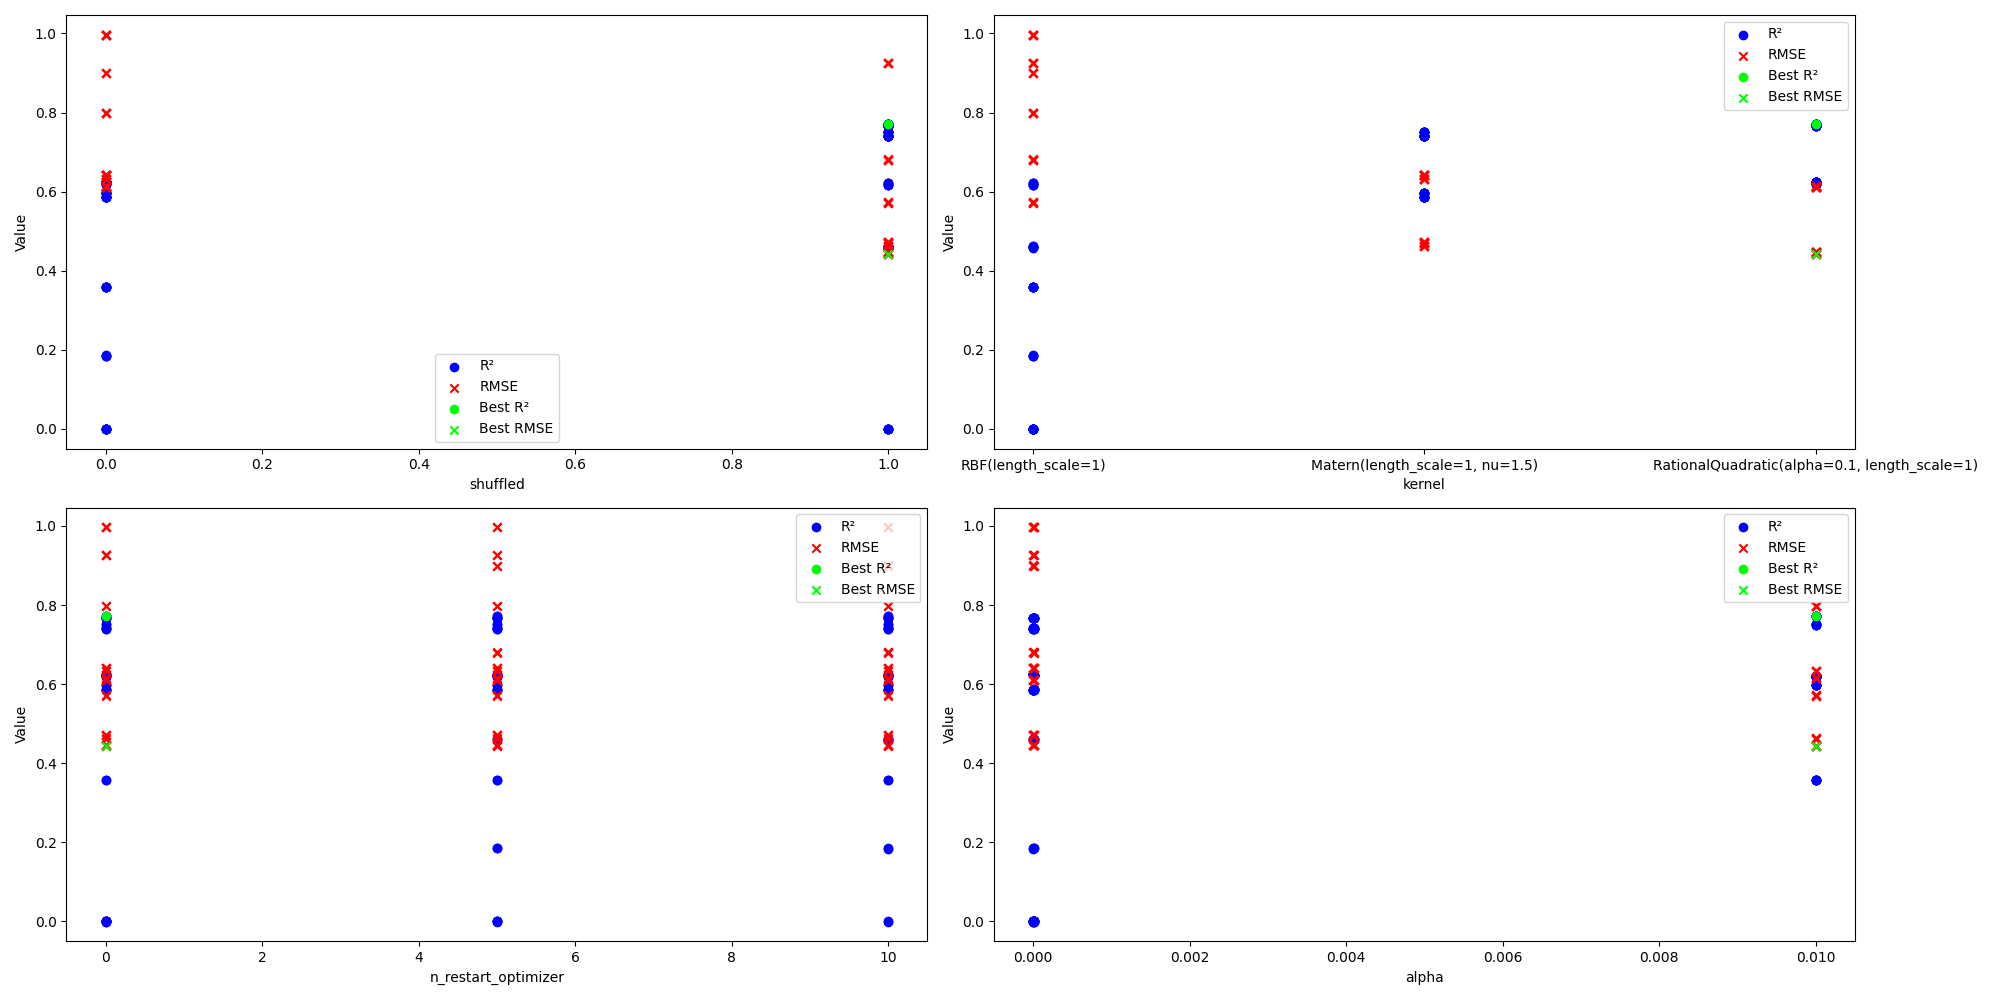 1.0
0.8
0.6
0.4
0.2
0.0
Value
R²
RMSE
Best R²
Best RMSE
0.0 0.2 0.4 0.6 0.8 1.0
shuffled
1.0
0.8
0.6
0.4
0.2
0.0
Value
R²
RMSE
Best R²
Best RMSE
RBF(length_scale=1) Matern(length_scale=1, nu=1.5) RationalQuadratic(alpha=0.1, length_scale=1)
kernel
1.0
0.8
0.6
0.4
0.2
0.0
Value
R²
RMSE
Best R²
Best RMSE
0 2 4 6 8 10
n_restart_optimizer
1.0
0.8
0.6
0.4
0.2
0.0
Value
R²
RMSE
Best R²
Best RMSE
0.000 0.002 0.004 0.006 0.008 0.010
alpha